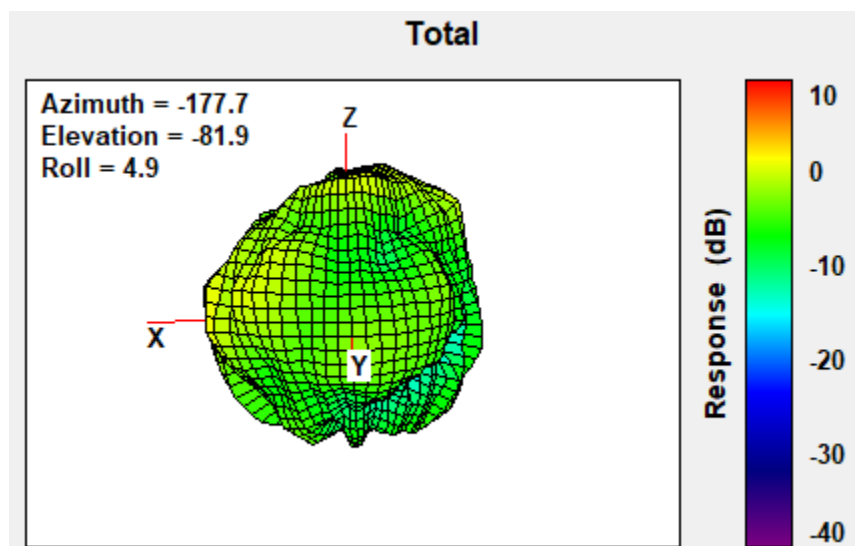 Total
Azimuth = -177.7
Elevation = -81.9
Roll = 4.9
Z
X
Y
Response (dB)
10
0
-10
-20
-30
-40